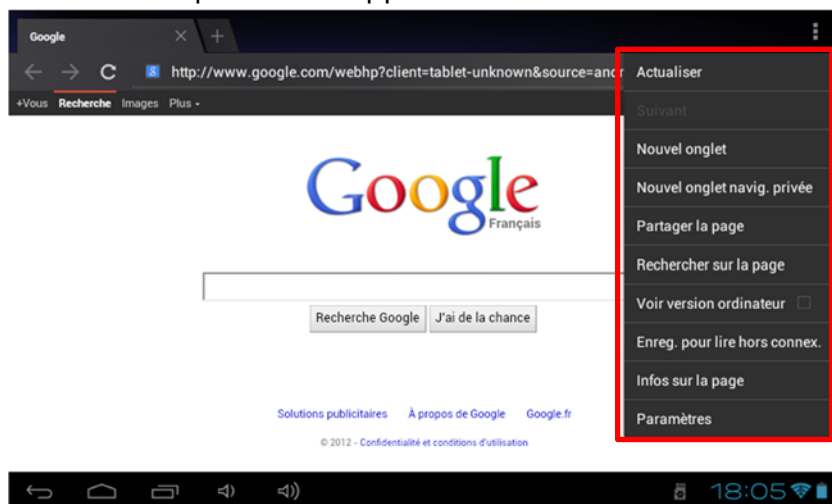 Google
http://www.google.com/webhp?client=tablet-unknown&source=andr
+Vous Recherche Images Plus
Google
Français
Recherche Google J'ai de la chance
Solutions publicitaires À propos de Google Google.fr
© 2012 - Confidentialité et conditions d'utilisation
Actualiser
Suivant
Nouvel onglet
Nouvel onglet navig. privée
Partager la page
Rechercher sur la page
Voir version ordinateur
Enreg. pour lire hors connex.
Infos sur la page
Paramètres
18:05